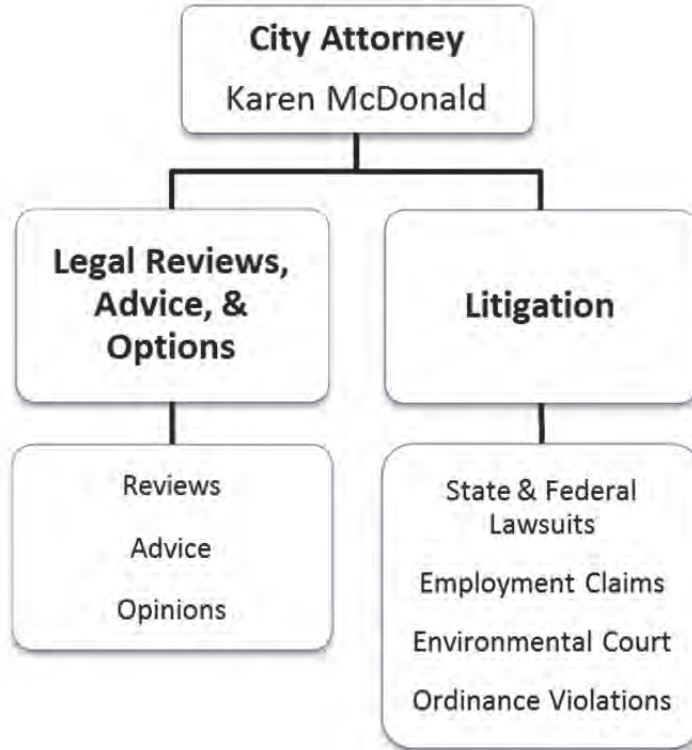 City Attorney
Karen McDonald
Legal Reviews,
Advice, &
Options
Litigation
Reviews
Advice
Opinions
State & Federal
Lawsuits
Employment Claims
Environmental Court
Ordinance Violations